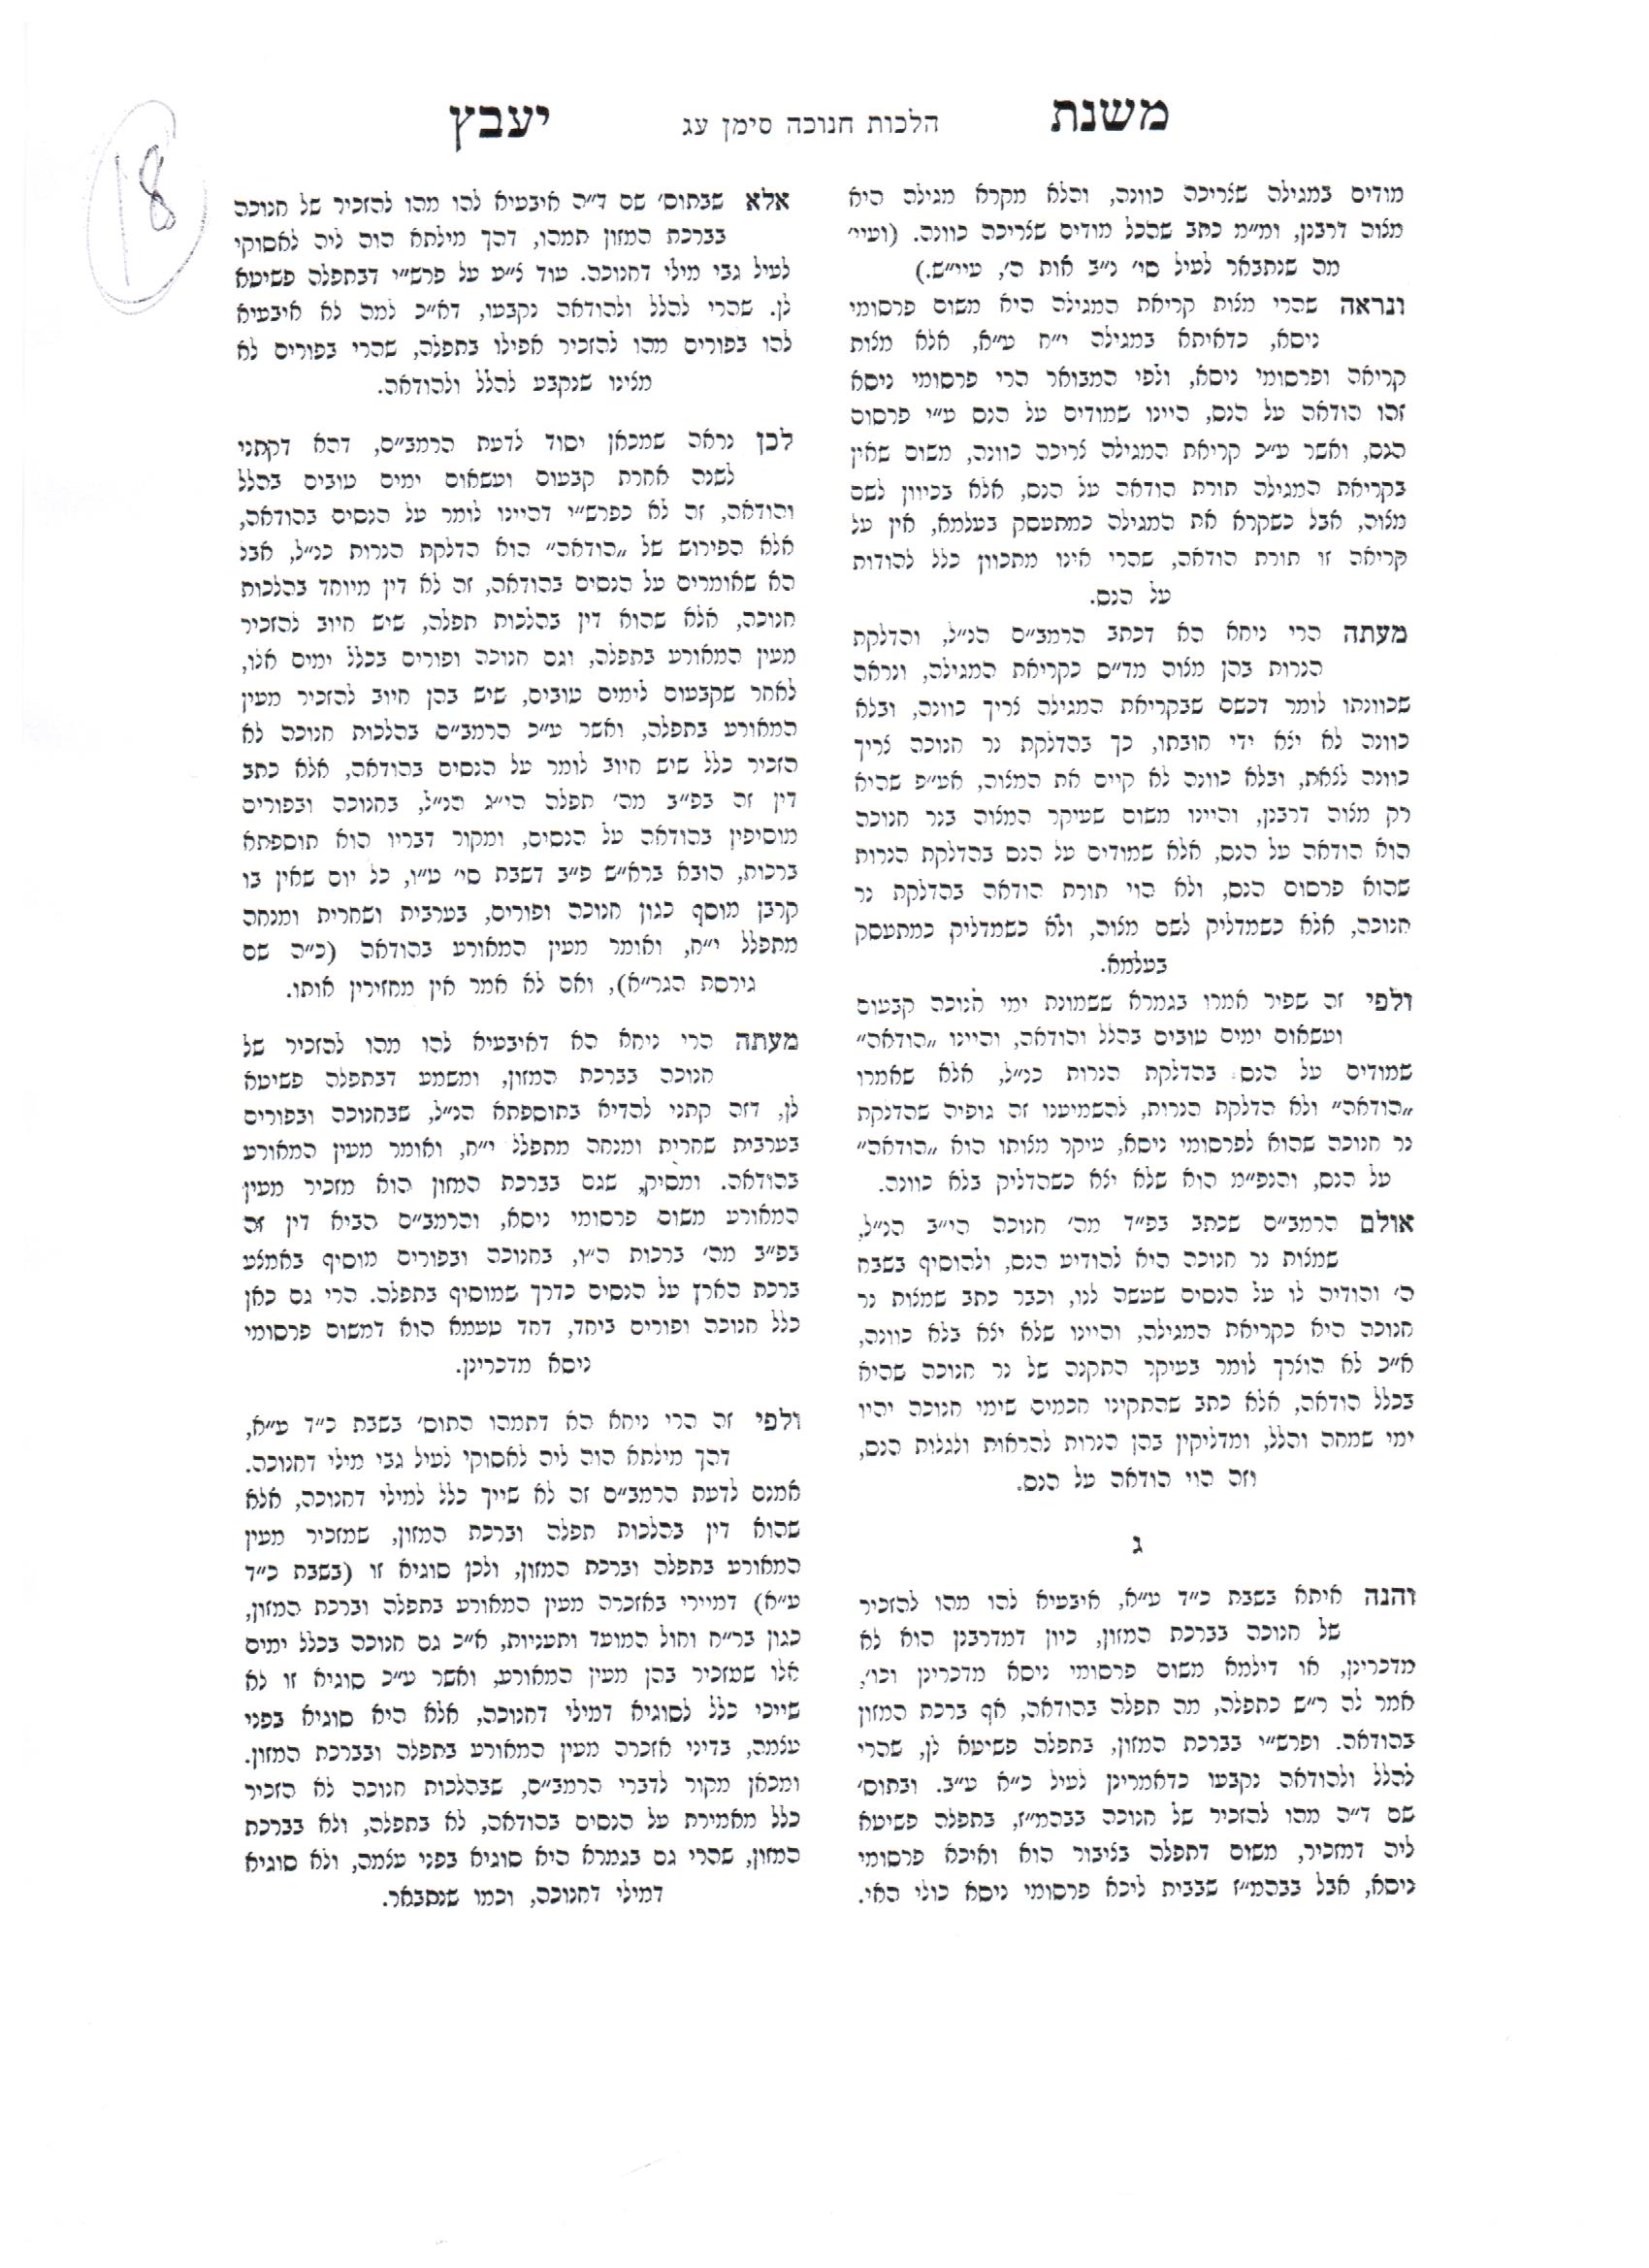 משנת
הלכות חנוכה סימן עג
יעבץ
18
מודים במגילה שצריכה כוונה, והלא מקרא מגילה היא
מצוה דרבנן, ומ״מ כתב שהכל מודים שצריכה כוונה. (ועיי׳
מה שנתבאר לעיל סי׳ נ״ב אות ה׳, עיי״ש.)
ונראה שהרי מצות קריאת המגילה היא משום פרסומי
ניסא, כדאיתא במגילה י״ח ע״א, אלא מצות
קריאה ופרסומי ניסא, ולפי המבואר הרי פרסומי ניסא
זהו הודאה על הנס, היינו שמודים על הנס ע״י פרסום
הנס, ואשר ע״כ קריאת המגילה צריכה כוונה, משום שאין
בקריאת המגילה תורת הודאה על הנס, אלא בכיוון לשם
מצוה, אבל כשקרא את המגילה כמתעסק בעלמא, אין על
קריאה זו תורת הודאה, שהרי אינו מתכוון כלל להודות
על הנס.
מעתה הרי ניחא הא דכתב הרמב״ם הנ״ל, והדלקת
הנרות בהן מצוה מד״ס כקריאת המגילה, ונראה
שכוונתו לומר דכשם שבקריאת המגילה צריך כוונה, ובלא
כוונה לא יצא ידי חובתו, כך בהדלקת נר חנוכה צריך
כוונה לצאת, ובלא כוונה לא קיים את המצוה, אע״פ שהיא
רק מצוה דרבנן, והיינו משום שעיקר המצוה בנר חנוכה
הוא הודאה על הנס, אלא שמודים על הנס בהדלקת הנרות
שהוא פרסום הנס, ולא הוי תורת הודאה בהדלקת נר
חנוכה, אלא כשמדליק לשם מצוה, ולא כשמדליק כמתעסק
בעלמא.
ולפי זה שפיר אמרו בגמרא ששמונת ימי חנוכה קבעום
ועשאום ימים טובים בהלל והודאה, והיינו ״הודאה״
שמודים על הנס בהדלקת הנרות כנ״ל, אלא שאמרו
״הודאה״ ולא הדלקת הנרות, להשמיענו זה גופיה שהדלקת
נר חנוכה שהוא לפרסומי ניסא, עיקר מצותו הוא ״הודאה״
על הנס, והנפ״מ הוא שלא יצא כשהדליק בלא כוונה.
אולם הרמב״ם שכתב בפ״ד מה׳ חנוכה הי״ב הנ״ל,
שמצות נר חנוכה היא להודיע הנס, ולהוסיף בשבח
ה׳ והודיה לו על הנסים שעשה לנו, וכבר כתב שמצות נר
חנוכה היא כקריאת המגילה, והיינו שלא יצא בלא כוונה,
א״כ לא הוצרך לומר בעיקר התקנה של נר חנוכה שהיא
בכלל הודאה, אלא כתב שהתקינו חכמים שימי חנוכה יהיו
ימי שמחה והלל, ומדליקין בהן הנרות להראות ולגלות הנס,
וזה הוי הודאה על הנס.
ג
והנה איתא בשבת כ״ד ע״א, איבעיא להו מהו להזכיר
של חנוכה בברכת המזון, כיון דמדרבנן הוא לא
מדכרינן, או דילמא משום פרסומי ניסא מדכרינן וכו׳,
אמר לה ר״ש כתפלה, מה תפלה בהודאה, אף ברכת המזון
בהודאה. ופרש״י בברכת המזון, בתפלה פשיטא לן, שהרי
להלל ולהודאה נקבעו כדאמרינן לעיל כ״א ע״ב. ובתוס׳
שם ד״ה מהו להזכיר של חנוכה בבהמ״ז, בתפלה פשיטא
ליה דמזכיר, משום דתפלה בציבור הוא ואיכא פרסומי
ניסא, אבל בבהמ״ז שבבית ליכא פרסומי ניסא כולי האי.
אלא שבתוס׳ שם ד״ה איבעיא להו מהו להזכיר של חנוכה
בברכת המזון תמהו, דהך מילתא הוה ליה לאסוקי
לעיל גבי מילי דחנוכה. עוד צ״ע על פרש״י דבתפלה פשיטא
לן. שהרי להלל ולהודאה נקבעו, דא״כ למה לא איבעיא
להו בפורים מהו להזכיר אפילו בתפלה, שהרי בפורים לא
מצינו שנקבע להלל ולהודאה.
לכן נראה שמכאן יסוד לדעת הרמב״ם, דהא דקתני
לשנה אחרת קבעום ועשאום ימים טובים בהלל
והודאה, זה לא כפרש״י דהיינו לומר על הנסים בהודאה,
אלא הפירוש של ״הודאה״ הוא הדלקת הנרות כנ״ל, אבל
הא שאומרים על הנסים בהודאה, זה לא דין מיוחד בהלכות
חנוכה, אלא שהוא דין בהלכות תפלה, שיש חיוב להזכיר
מעין המאורע בתפלה, וגם חנוכה ופורים בכלל ימים אלו,
לאחר שקבעום לימים טובים, שיש בהן חיוב להזכיר מעין
המאורע בתפלה, ואשר ע״כ הרמב״ם בהלכות חנוכה לא
הזכיר כלל שיש חיוב לומר על הנסים בהודאה, אלא כתב
דין זה בפ״ב מה׳ תפלה הי״ג הנ״ל, בחנוכה ובפורים
מוסיפין בהודאה על הנסים, ומקור דבריו הוא תוספתא
ברכות, הובא ברא״ש פ״ב דשבת סי׳ ט״ו, כל יום שאין בו
קרבן מוסף כגון חנוכה ופורים, בערבית ושחרית ומנחה
מתפלל י״ח, ואומר מעין המאורע בהודאה (כ״ה שם
גירסת הגר״א), ואם לא אמר אין מחזירין אותו.
מעתה הרי ניחא הא דאיבעיא להו מהו להזכיר של
חנוכה בברכת המזון, ומשמע דבתפלה פשיטא
לן, דזה קתני להדיא בתוספתא הנ״ל, שבחנוכה ובפורים
בערבית שחרית ומנחה מתפלל י״ח, ואומר מעין המאורע
בהודאה. ומסיק, שגם בברכת המזון הוא מזכיר מעין
המאורע משום פרסומי ניסא, והרמב״ם הביא דין זה
בפ״ב מה׳ ברכות ה״ו, בחנוכה ובפורים מוסיף באמצע
ברכת הארץ על הנסים כדרך שמוסיף בתפלה. הרי גם כאן
כלל חנוכה ופורים ביחד, דחד טעמא הוא דמשום פרסומי
ניסא מדכרינן.
ולפי זה הרי ניחא הא דתמהו התוס׳ בשבת כ״ד ע״א,
דהך מילתא הוה ליה לאסוקי לעיל גבי מילי דחנוכה.
אמנם לדעת הרמב״ם זה לא שייך כלל למילי דחנוכה, אלא
שהוא דין בהלכות תפלה וברכת המזון, שמזכיר מעין
המאורע בתפלה וברכת המזון, ולכן סוגיא זו (בשבת כ״ד
ע״א) דמיירי באזכרה מעין המאורע בתפלה וברכת המזון,
כגון בר״ח וחול המועד ותעניות, א״כ גם חנוכה בכלל ימים
אלו שמזכיר בהן מעין המאורע, ואשר ע״כ סוגיא זו לא
שייכי כלל לסוגיא דמילי דחנוכה, אלא היא סוגיא בפני
עצמה, בדיני אזכרה מעין המאורע בתפלה ובברכת המזון.
ומכאן מקור לדברי הרמב״ם, שבהלכות חנוכה לא הזכיר
כלל מאמירת על הנסים בהודאה, לא בתפלה, ולא בברכת
המזון, שהרי גם בגמרא היא סוגיא בפני עצמה, ולא סוגיא
דמילי דחנוכה, וכמו שנתבאר.